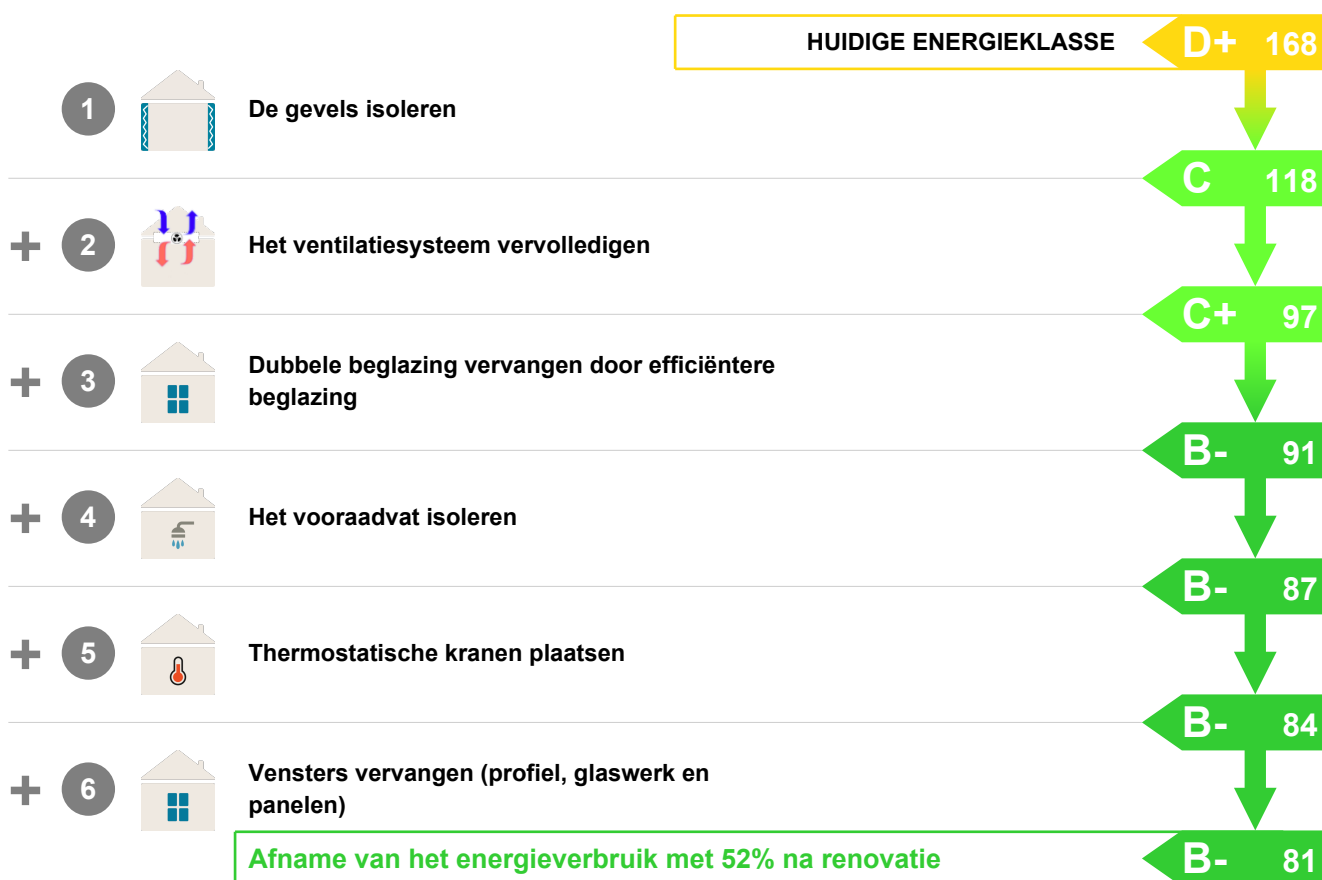 HUIDIGE ENERGIEKLASSE D+ 168
1 De gevels isoleren
C 118
+ 2 Het ventilatiesysteem vervolledigen
C+ 97
+ 3 Dubbele beglazing vervangen door efficiëntere
beglazing
B- 91
+ 4 Het vooraadvat isoleren
B- 87
+ 5 Thermostatische kranen plaatsen
B- 84
+ 6 Vensters vervangen (profiel, glaswerk en
panelen)
Afname van het energieverbruik met 52% na renovatie B- 81